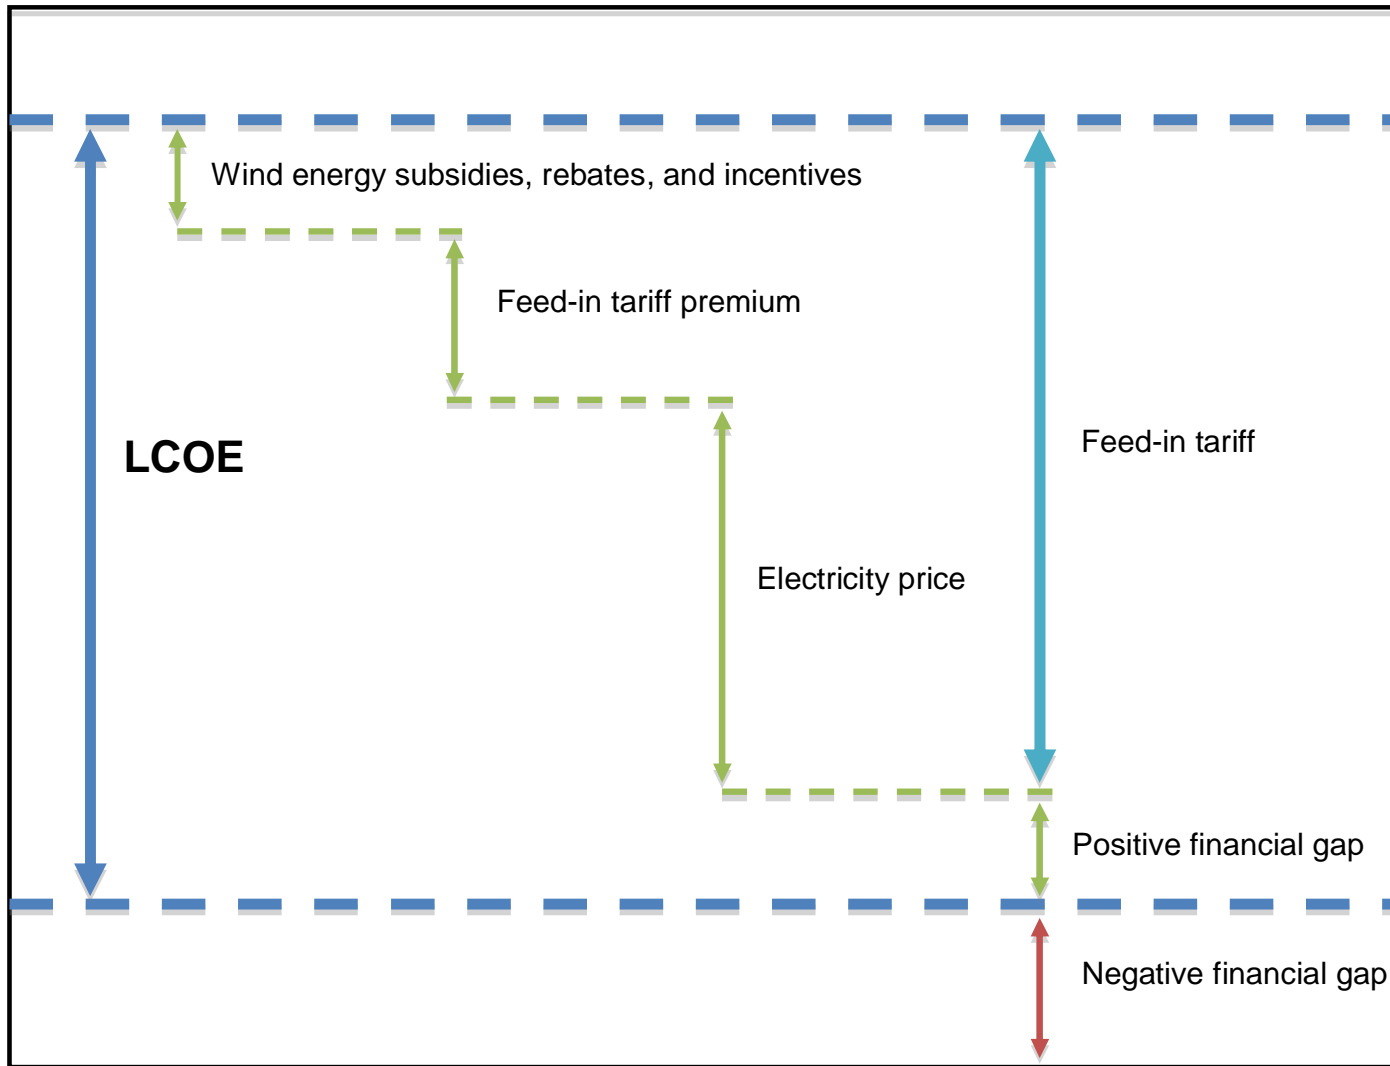 Wind energy subsidies, rebates, and incentives
Feed-in tariff premium
LCOE
Feed-in tariff
Electricity price
Positive financial gap
Negative financial gap